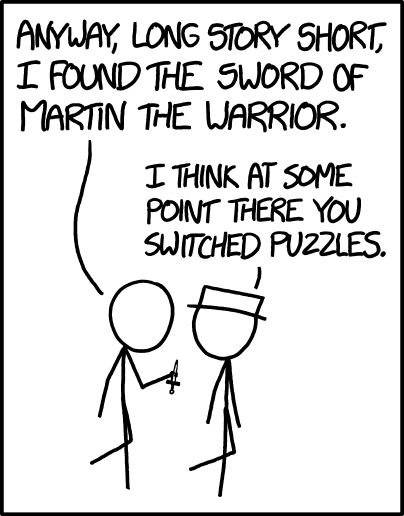 ANYWAY, LONG STORY SHORT,
I FOUND THE SWORD OF
MARTIN THE WARRIOR.
I THINK AT SOME
POINT THERE YOU
SWITCHED PUZZLES.